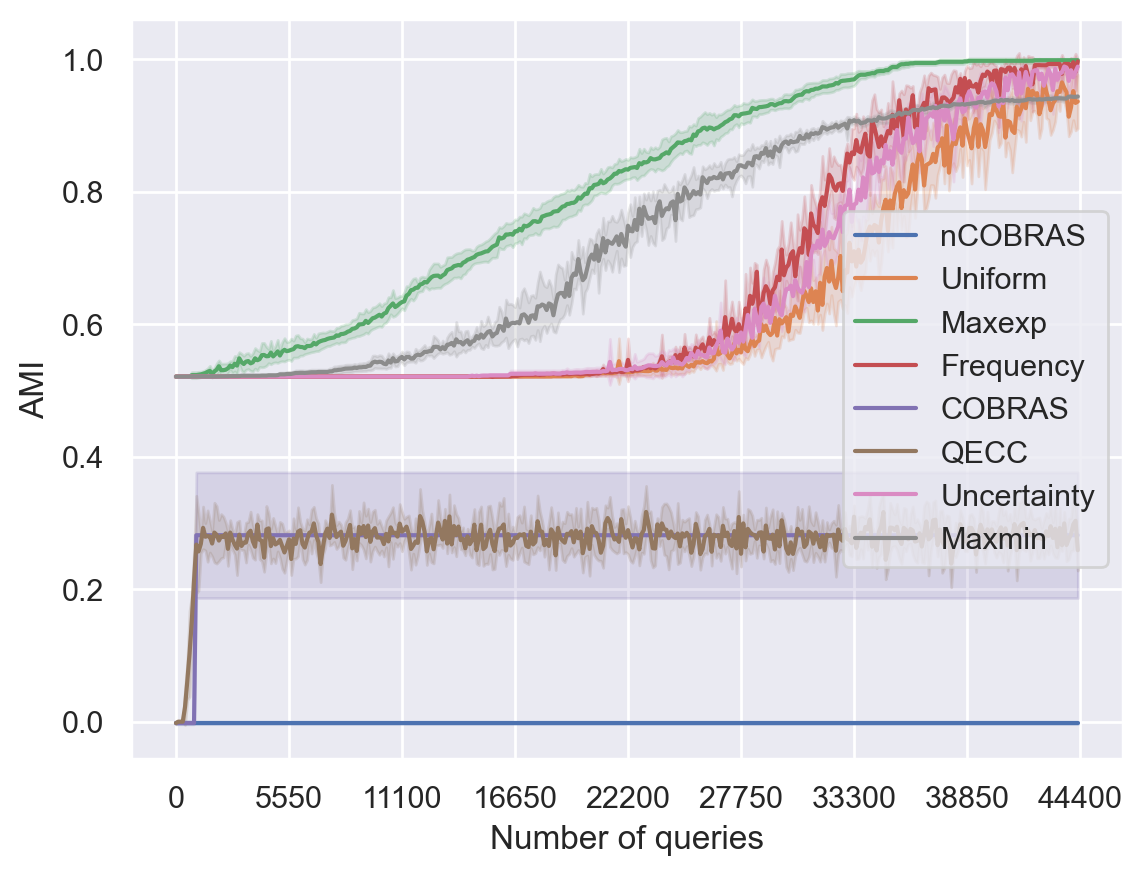 1.0
0.8
0.6
0.4
0.2
0.0
AMI
0 5550 11100 16650 22200 27750 33300 38850 44400
Number of queries
nCOBRAS
Uniform
Maxexp
Frequency
COBRAS
QECC
Uncertainty
Maxmin